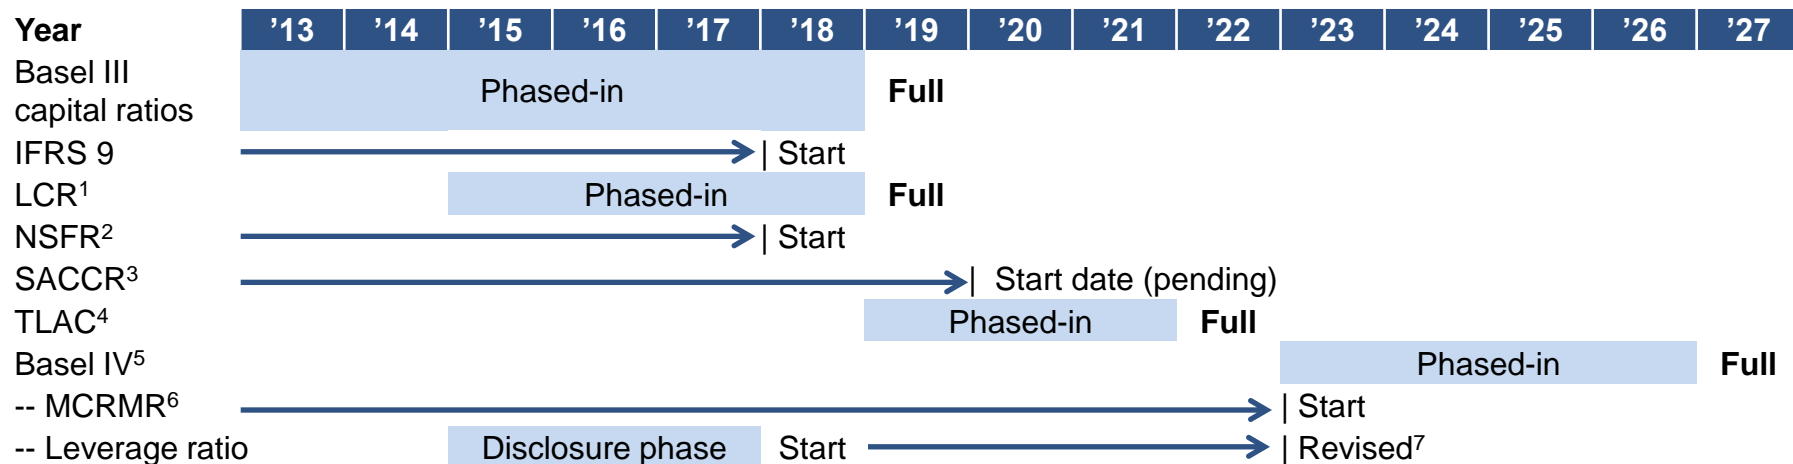 Year ’13 ’14 ’15 ’16 ’17 ’18 ’19 ’20 ’21 ’22 ’23 ’24 ’25 ’26 ’27
Basel III
capital ratios Phased-in Full
IFRS 9 | Start
LCR¹ Phased-in Full
NSFR² | Start
SACCR³ | Start date (pending)
TLAC⁴ Phased-in Full
Basel IV⁵ Phased-in Full
-- MCRMR⁶ | Start
-- Leverage ratio Disclosure phase Start | Revised⁷